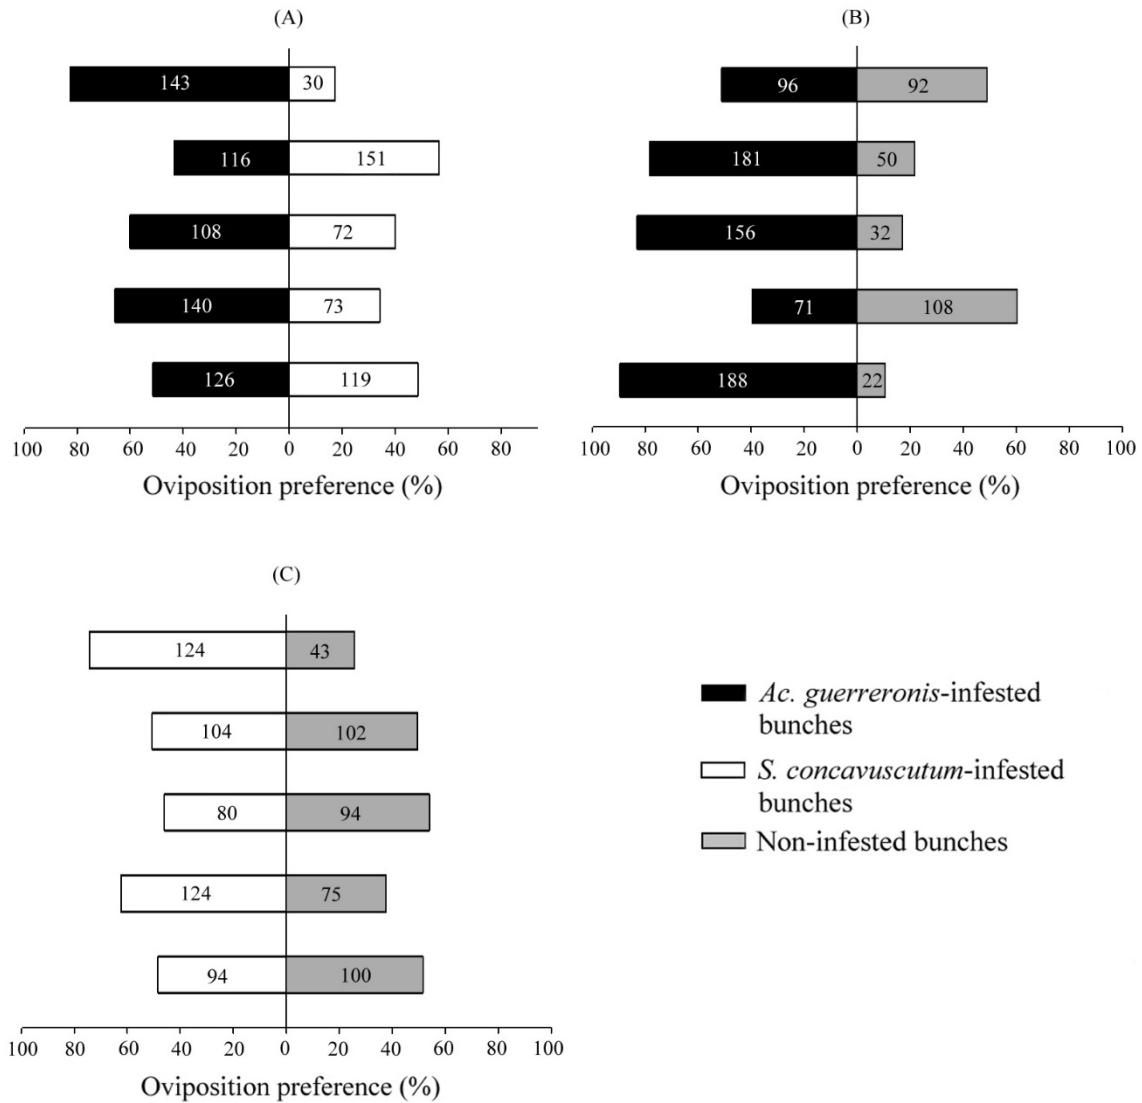 (A)
143 30
116 151
108 72
140 73
126 119
100 80 60 40 20 0 20 40 60 80
Oviposition preference (%)
(B)
96 92
181 50
156 32
71 108
188 22
100 80 60 40 20 0 20 40 60 80 100
Oviposition preference (%)
(C)
124 43
104 102
80 94
124 75
94 100
100 80 60 40 20 0 20 40 60 80 100
Oviposition preference (%)
Ac. guerreronis-infested
bunches
S. concavuscutum-infested
bunches
Non-infested bunches